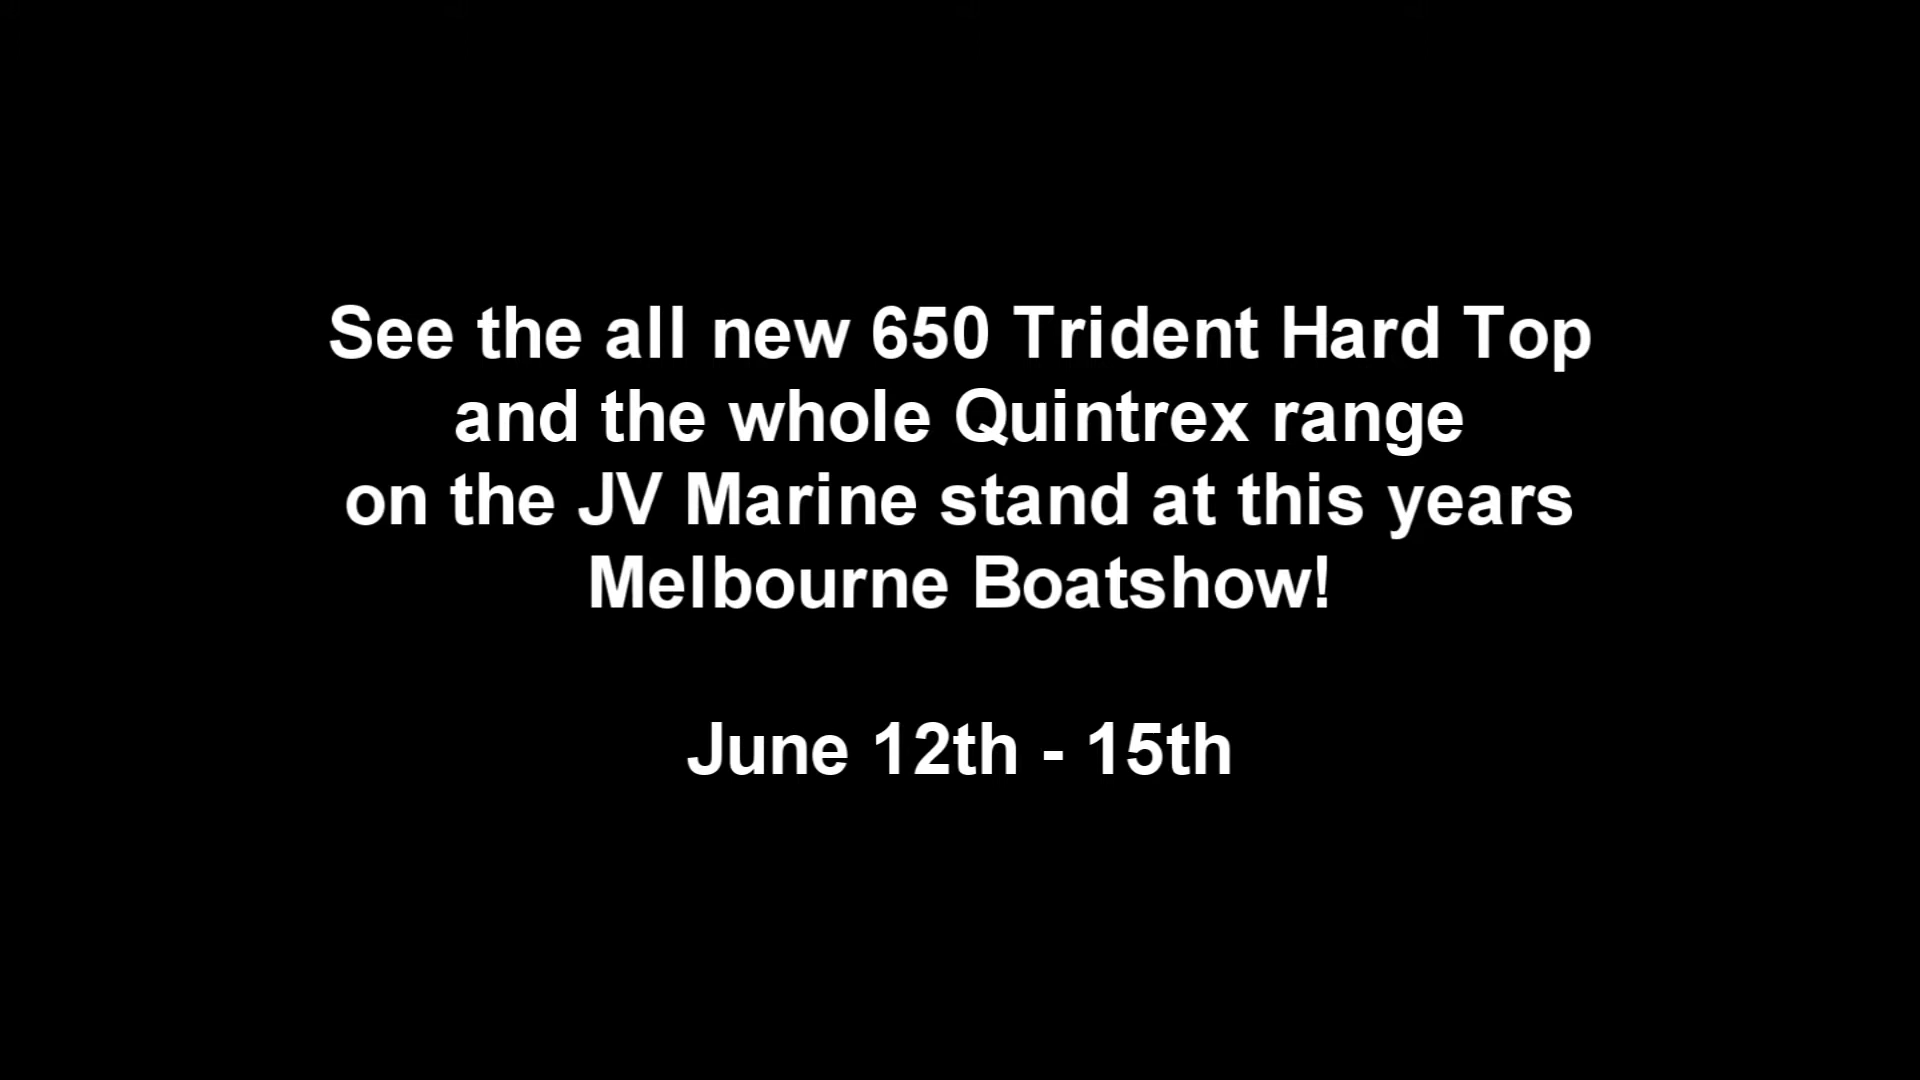 See the all new 650 Trident Hard Top
and the whole Quintrex range
on the JV Marine stand at this years
Melbourne Boatshow!
June 12th - 15th